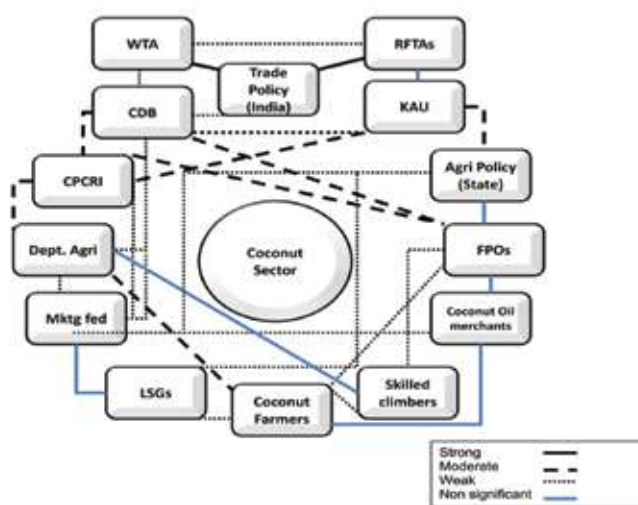 WTA
RFTAs
Trade
Policy
(India)
CDB
KAU
CPCRI
Agri Policy
(State)
Dept. Agri
Coconut
Sector
FPOs
Mktg fed
Coconut Oil
merchants
LSGs
Coconut
Farmers
Skilled
climbers
Strong
Moderate
Weak
Non significant